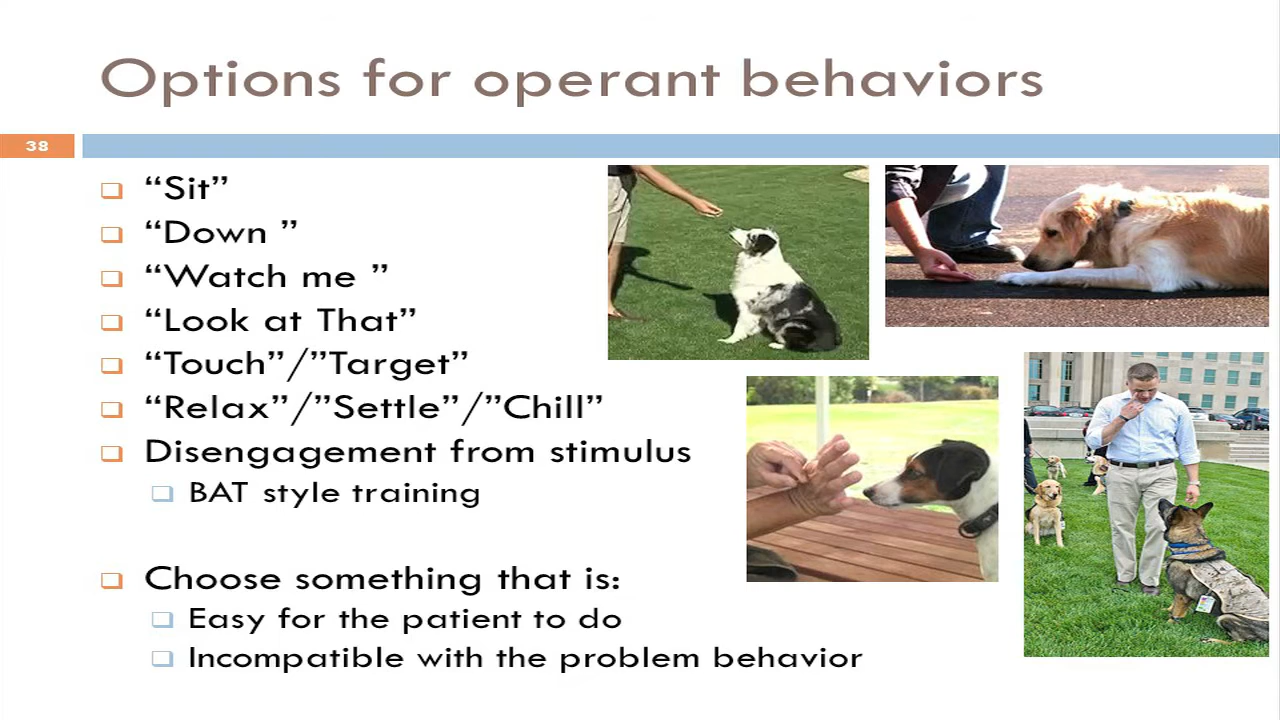 Options for operant behaviors
38
“Sit”
“Down ”
“Watch me ”
“Look at That”
“Touch”/”Target”
“Relax”/”Settle”/”Chill”
Disengagement from stimulus
BAT style training
Choose something that is:
Easy for the patient to do
Incompatible with the problem behavior